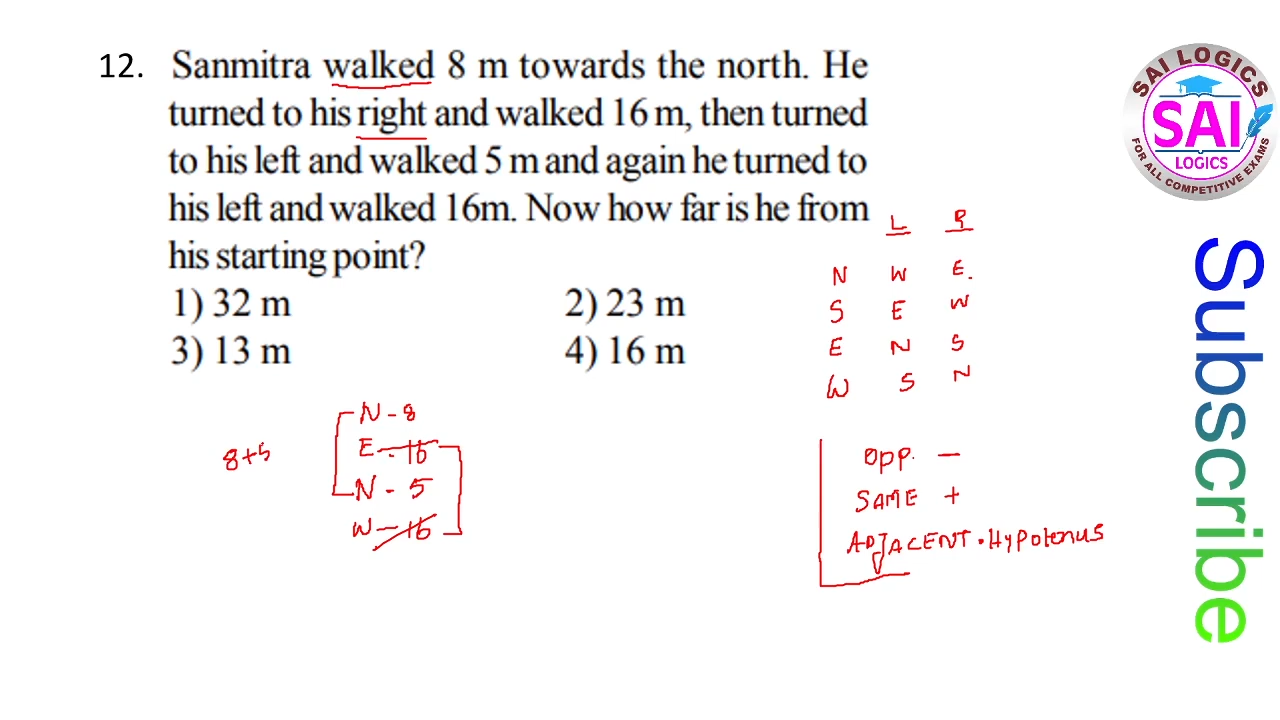 12. Sanmitra walked 8 m towards the north. He
turned to his right and walked 16 m, then turned
to his left and walked 5 m and again he turned to
his left and walked 16m. Now how far is he from
his starting point?
1) 32 m 2) 23 m
3) 13 m 4) 16 m
L R
N W E.
S E W
E N S
W S N
N - 8
E - 16
N - 5
W - 16
8+5
OPP. —
SAME +
ADJACENT . Hypotenus
SAI LOGICS
SAI
LOGICS
FOR ALL COMPETITIVE EXAMS
Subscribe